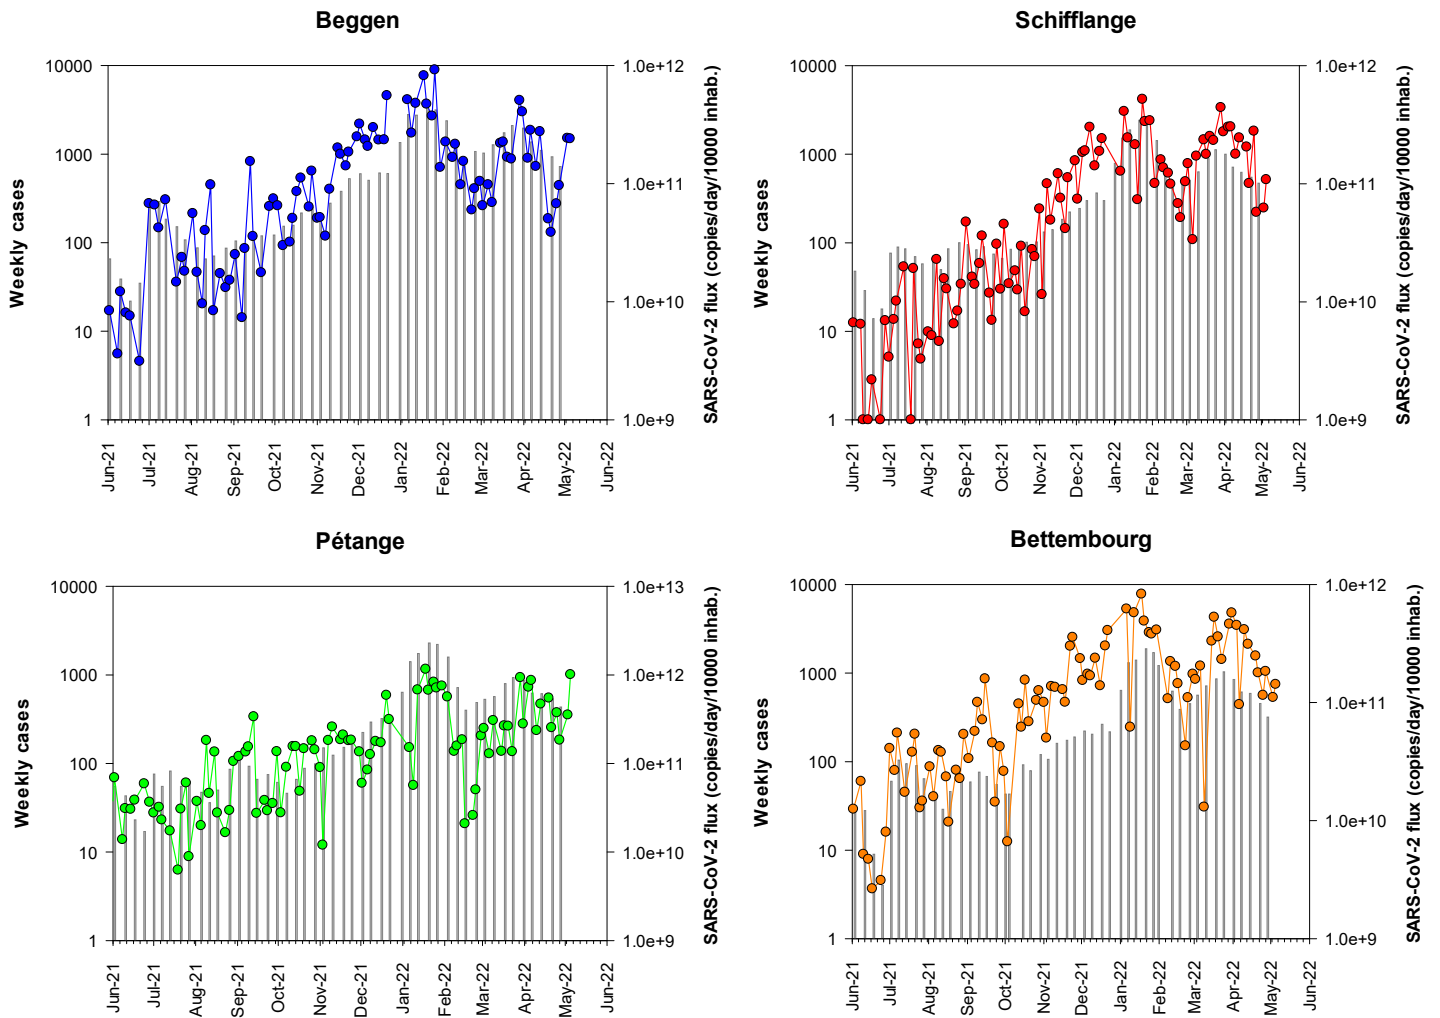 Beggen
10000
1000
100
10
1
Weekly cases
1.0e+12
1.0e+11
1.0e+10
1.0e+9
SARS-CoV-2 flux (copies/day/10000 inhab.)
Jun-21
Jul-21
Aug-21
Sep-21
Oct-21
Nov-21
Dec-21
Jan-22
Feb-22
Mar-22
Apr-22
May-22
Jun-22
Schifflange
10000
1000
100
10
1
Weekly cases
1.0e+12
1.0e+11
1.0e+10
1.0e+9
SARS-CoV-2 flux (copies/day/10000 inhab.)
Jun-21
Jul-21
Aug-21
Sep-21
Oct-21
Nov-21
Dec-21
Jan-22
Feb-22
Mar-22
Apr-22
May-22
Jun-22
Pétange
10000
1000
100
10
1
Weekly cases
1.0e+13
1.0e+12
1.0e+11
1.0e+10
1.0e+9
SARS-CoV-2 flux (copies/day/10000 inhab.)
Jun-21
Jul-21
Aug-21
Sep-21
Oct-21
Nov-21
Dec-21
Jan-22
Feb-22
Mar-22
Apr-22
May-22
Jun-22
Bettembourg
10000
1000
100
10
1
Weekly cases
1.0e+12
1.0e+11
1.0e+10
1.0e+9
SARS-CoV-2 flux (copies/day/10000 inhab.)
Jun-21
Jul-21
Aug-21
Sep-21
Oct-21
Nov-21
Dec-21
Jan-22
Feb-22
Mar-22
Apr-22
May-22
Jun-22